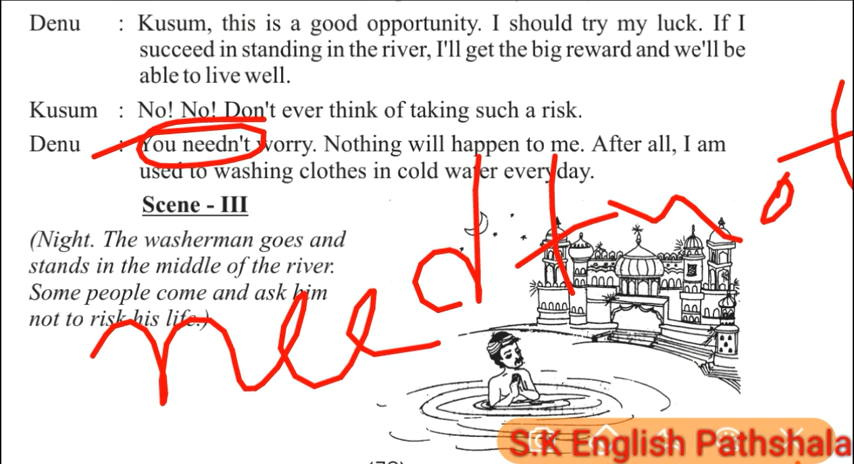 Denu : Kusum, this is a good opportunity. I should try my luck. If I
succeed in standing in the river, I'll get the big reward and we'll be
able to live well.
Kusum : No! No! Don't ever think of taking such a risk.
Denu : You needn't worry. Nothing will happen to me. After all, I am
used to washing clothes in cold water everyday.
Scene - III
(Night. The washerman goes and
stands in the middle of the river.
Some people come and ask him
not to risk his life.)
need + not
S.K English Pathshala